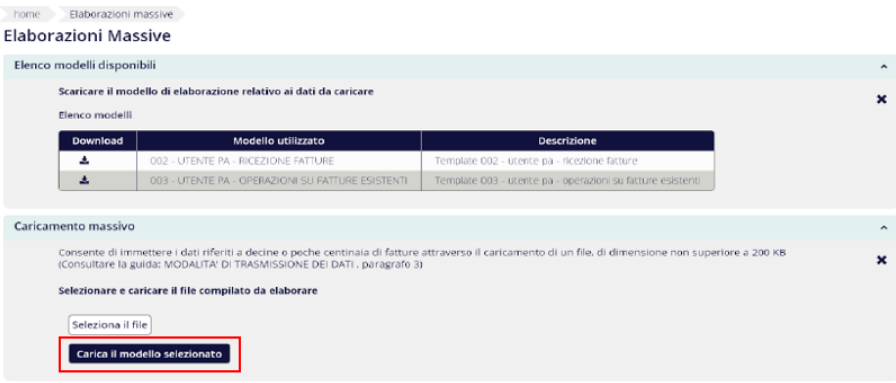 home Elaborazioni massive
Elaborazioni Massive
Elenco modelli disponibili
Scaricare il modello di elaborazione relativo ai dati da caricare
Elenco modelli
Download Modello utilizzato Descrizione
002 - UTENTE PA - RICEZIONE FATTURE Template 002 - utente pa - ricezione fatture
003 - UTENTE PA - OPERAZIONI SU FATTURE ESISTENTI Template 003 - utente pa - operazioni su fatture esistenti
Caricamento massivo
Consente di immettere i dati riferiti a decine o poche centinaia di fatture attraverso il caricamento di un file, di dimensione non superiore a 200 KB
(Consultare la guida: MODALITA' DI TRASMISSIONE DEI DATI , paragrafo 3)
Selezionare e caricare il file compilato da elaborare
Seleziona il file
Carica il modello selezionato